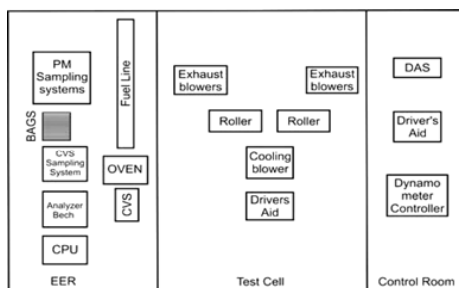 PM
Sampling
systems
Fuel Line
BAGS
CVS
Sampling
System
OVEN
Analyzer
Bech
CVS
CPU
EER
Exhaust
blowers
Exhaust
blowers
Roller
Roller
Cooling
blower
Drivers
Aid
Test Cell
DAS
Driver's
Aid
Dynamo
meter
Controller
Control Room